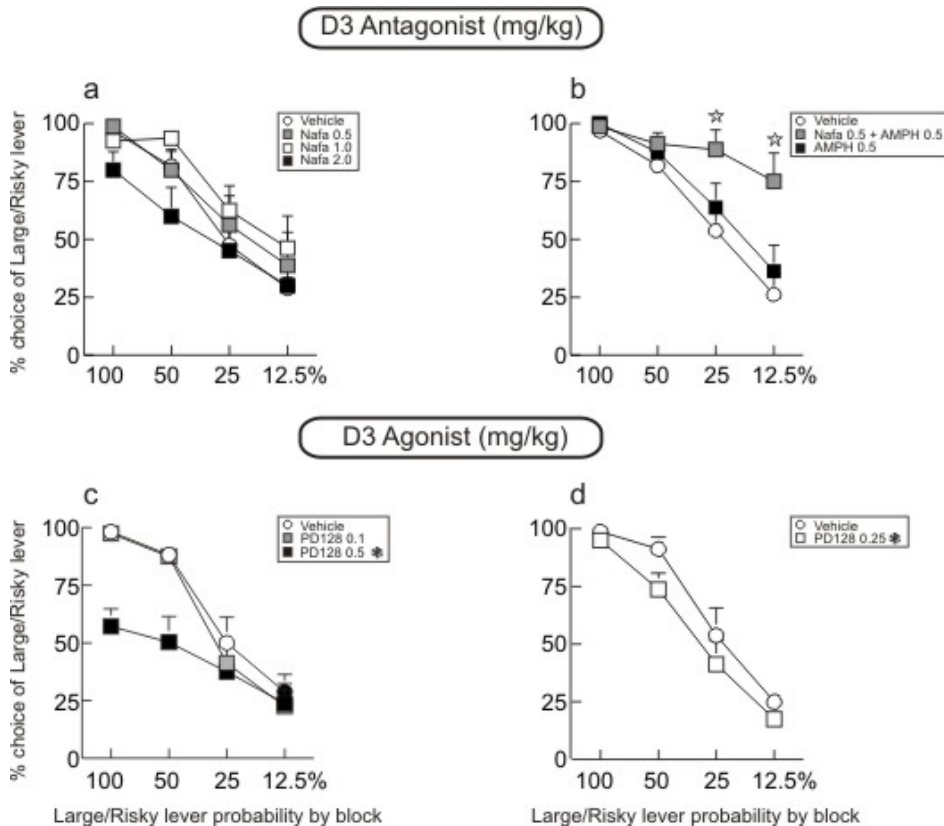 D3 Antagonist (mg/kg)
a
% choice of Large/Risky lever
100
75
50
25
0
100 50 25 12.5%
Vehicle
Nafa 0.5
Nafa 1.0
Nafa 2.0
b
100
75
50
25
0
100 50 25 12.5%
Vehicle
Nafa 0.5 + AMPH 0.5
AMPH 0.5
D3 Agonist (mg/kg)
c
% choice of Large/Risky lever
100
75
50
25
0
100 50 25 12.5%
Large/Risky lever probability by block
Vehicle
PD128 0.1
PD128 0.5 ✱
d
100
75
50
25
0
100 50 25 12.5%
Large/Risky lever probability by block
Vehicle
PD128 0.25 ✱